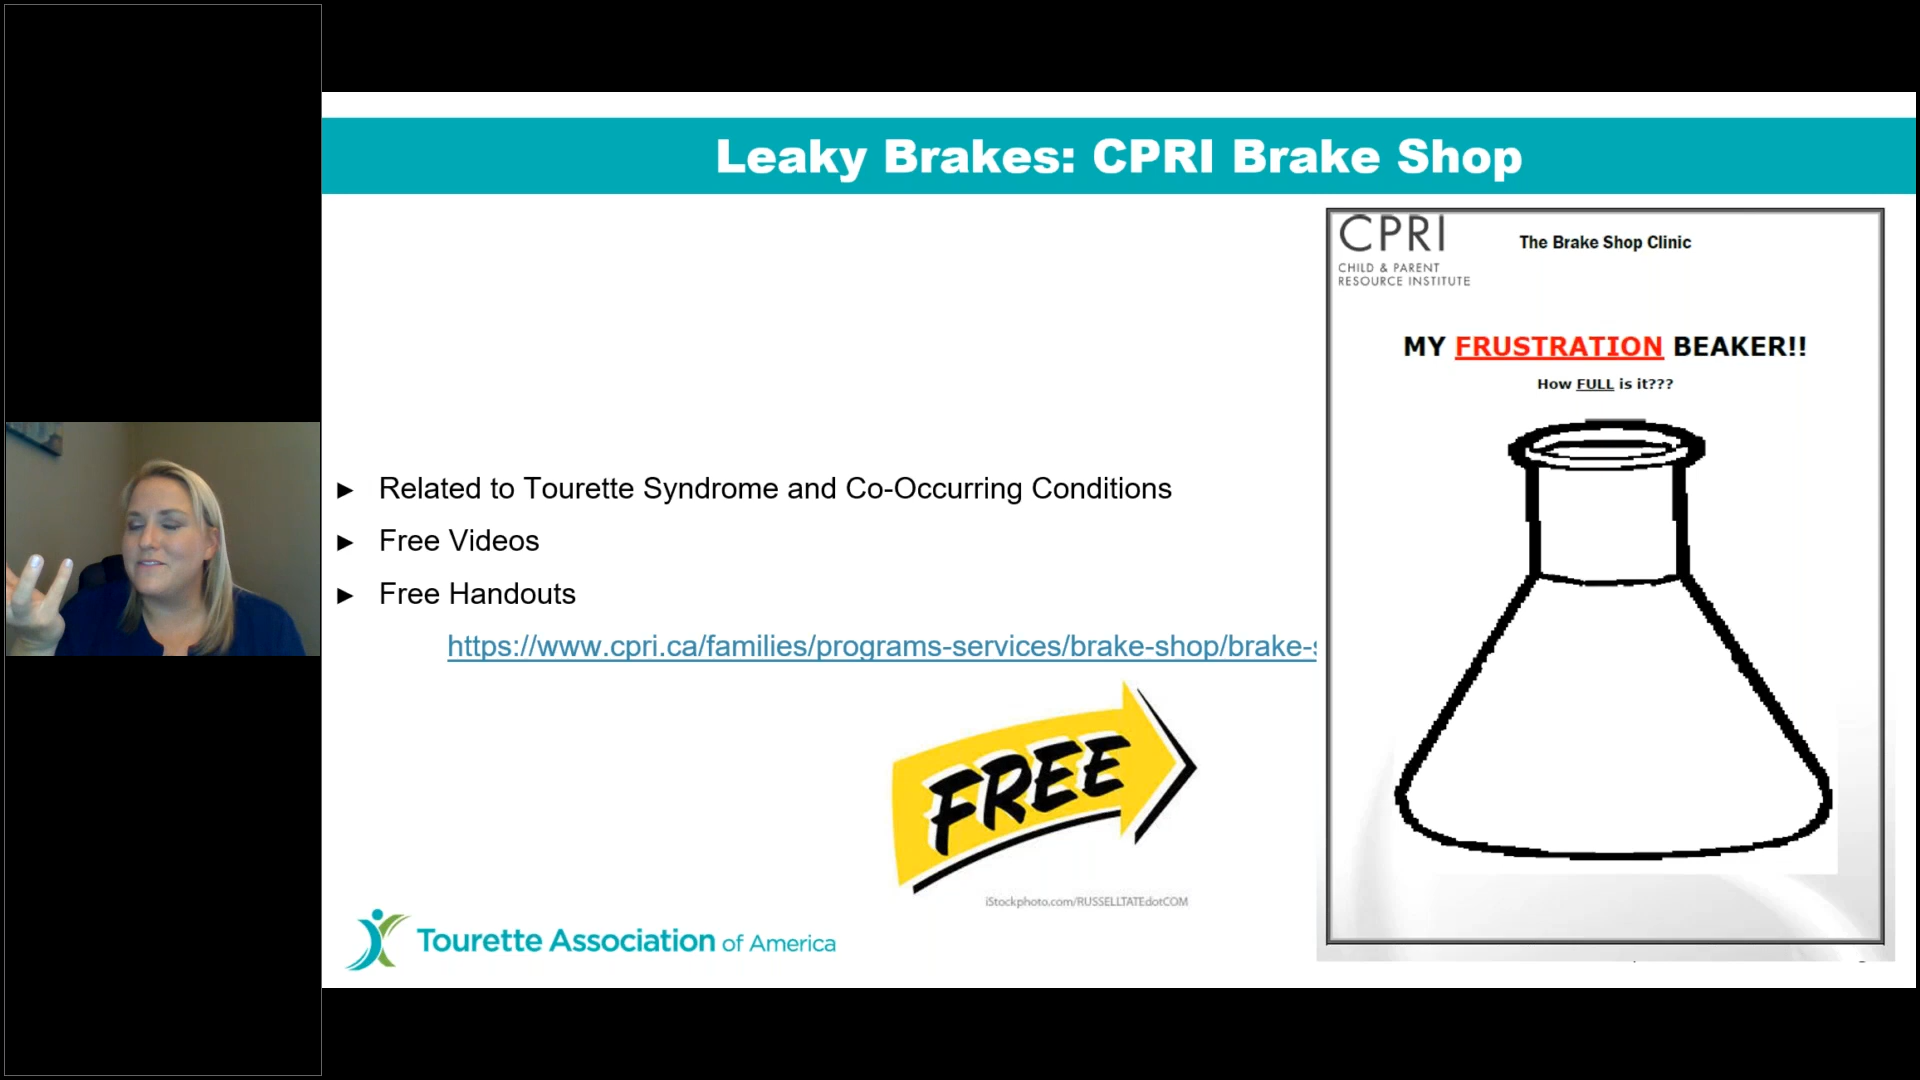 Leaky Brakes: CPRI Brake Shop
► Related to Tourette Syndrome and Co-Occurring Conditions
► Free Videos
► Free Handouts
https://www.cpri.ca/families/programs-services/brake-shop/brake-s
FREE
iStockphoto.com/RUSSELLTATEdotCOM
Tourette Association of America
CPRI
CHILD & PARENT
RESOURCE INSTITUTE
The Brake Shop Clinic
MY FRUSTRATION BEAKER!!
How FULL is it???